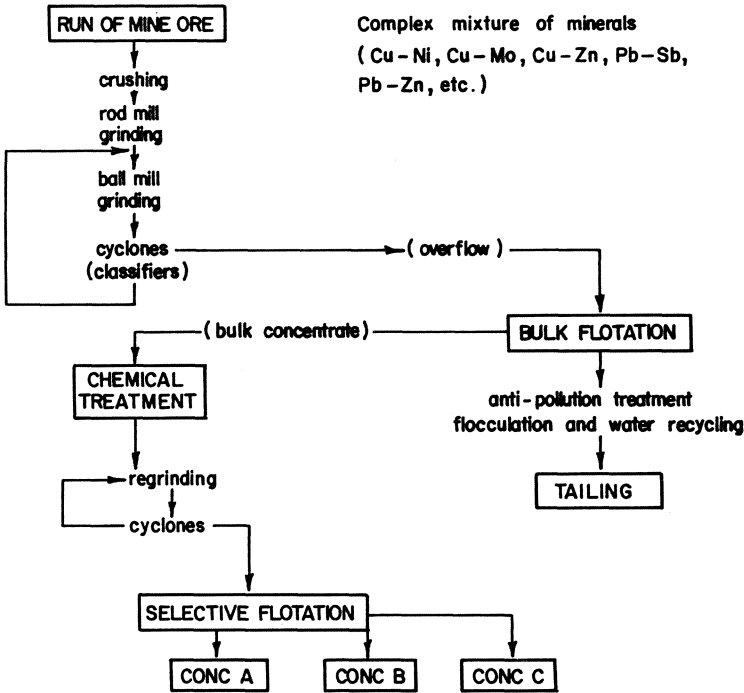 RUN OF MINE ORE
Complex mixture of minerals
(Cu-Ni, Cu-Mo, Cu-Zn, Pb-Sb,
Pb-Zn, etc.)
crushing
rod mill
grinding
ball mill
grinding
cyclones
(classifiers)
(overflow)
(bulk concentrate)
BULK FLOTATION
CHEMICAL
TREATMENT
anti-pollution treatment
flocculation and water recycling
TAILING
regrinding
cyclones
SELECTIVE FLOTATION
CONC A
CONC B
CONC C